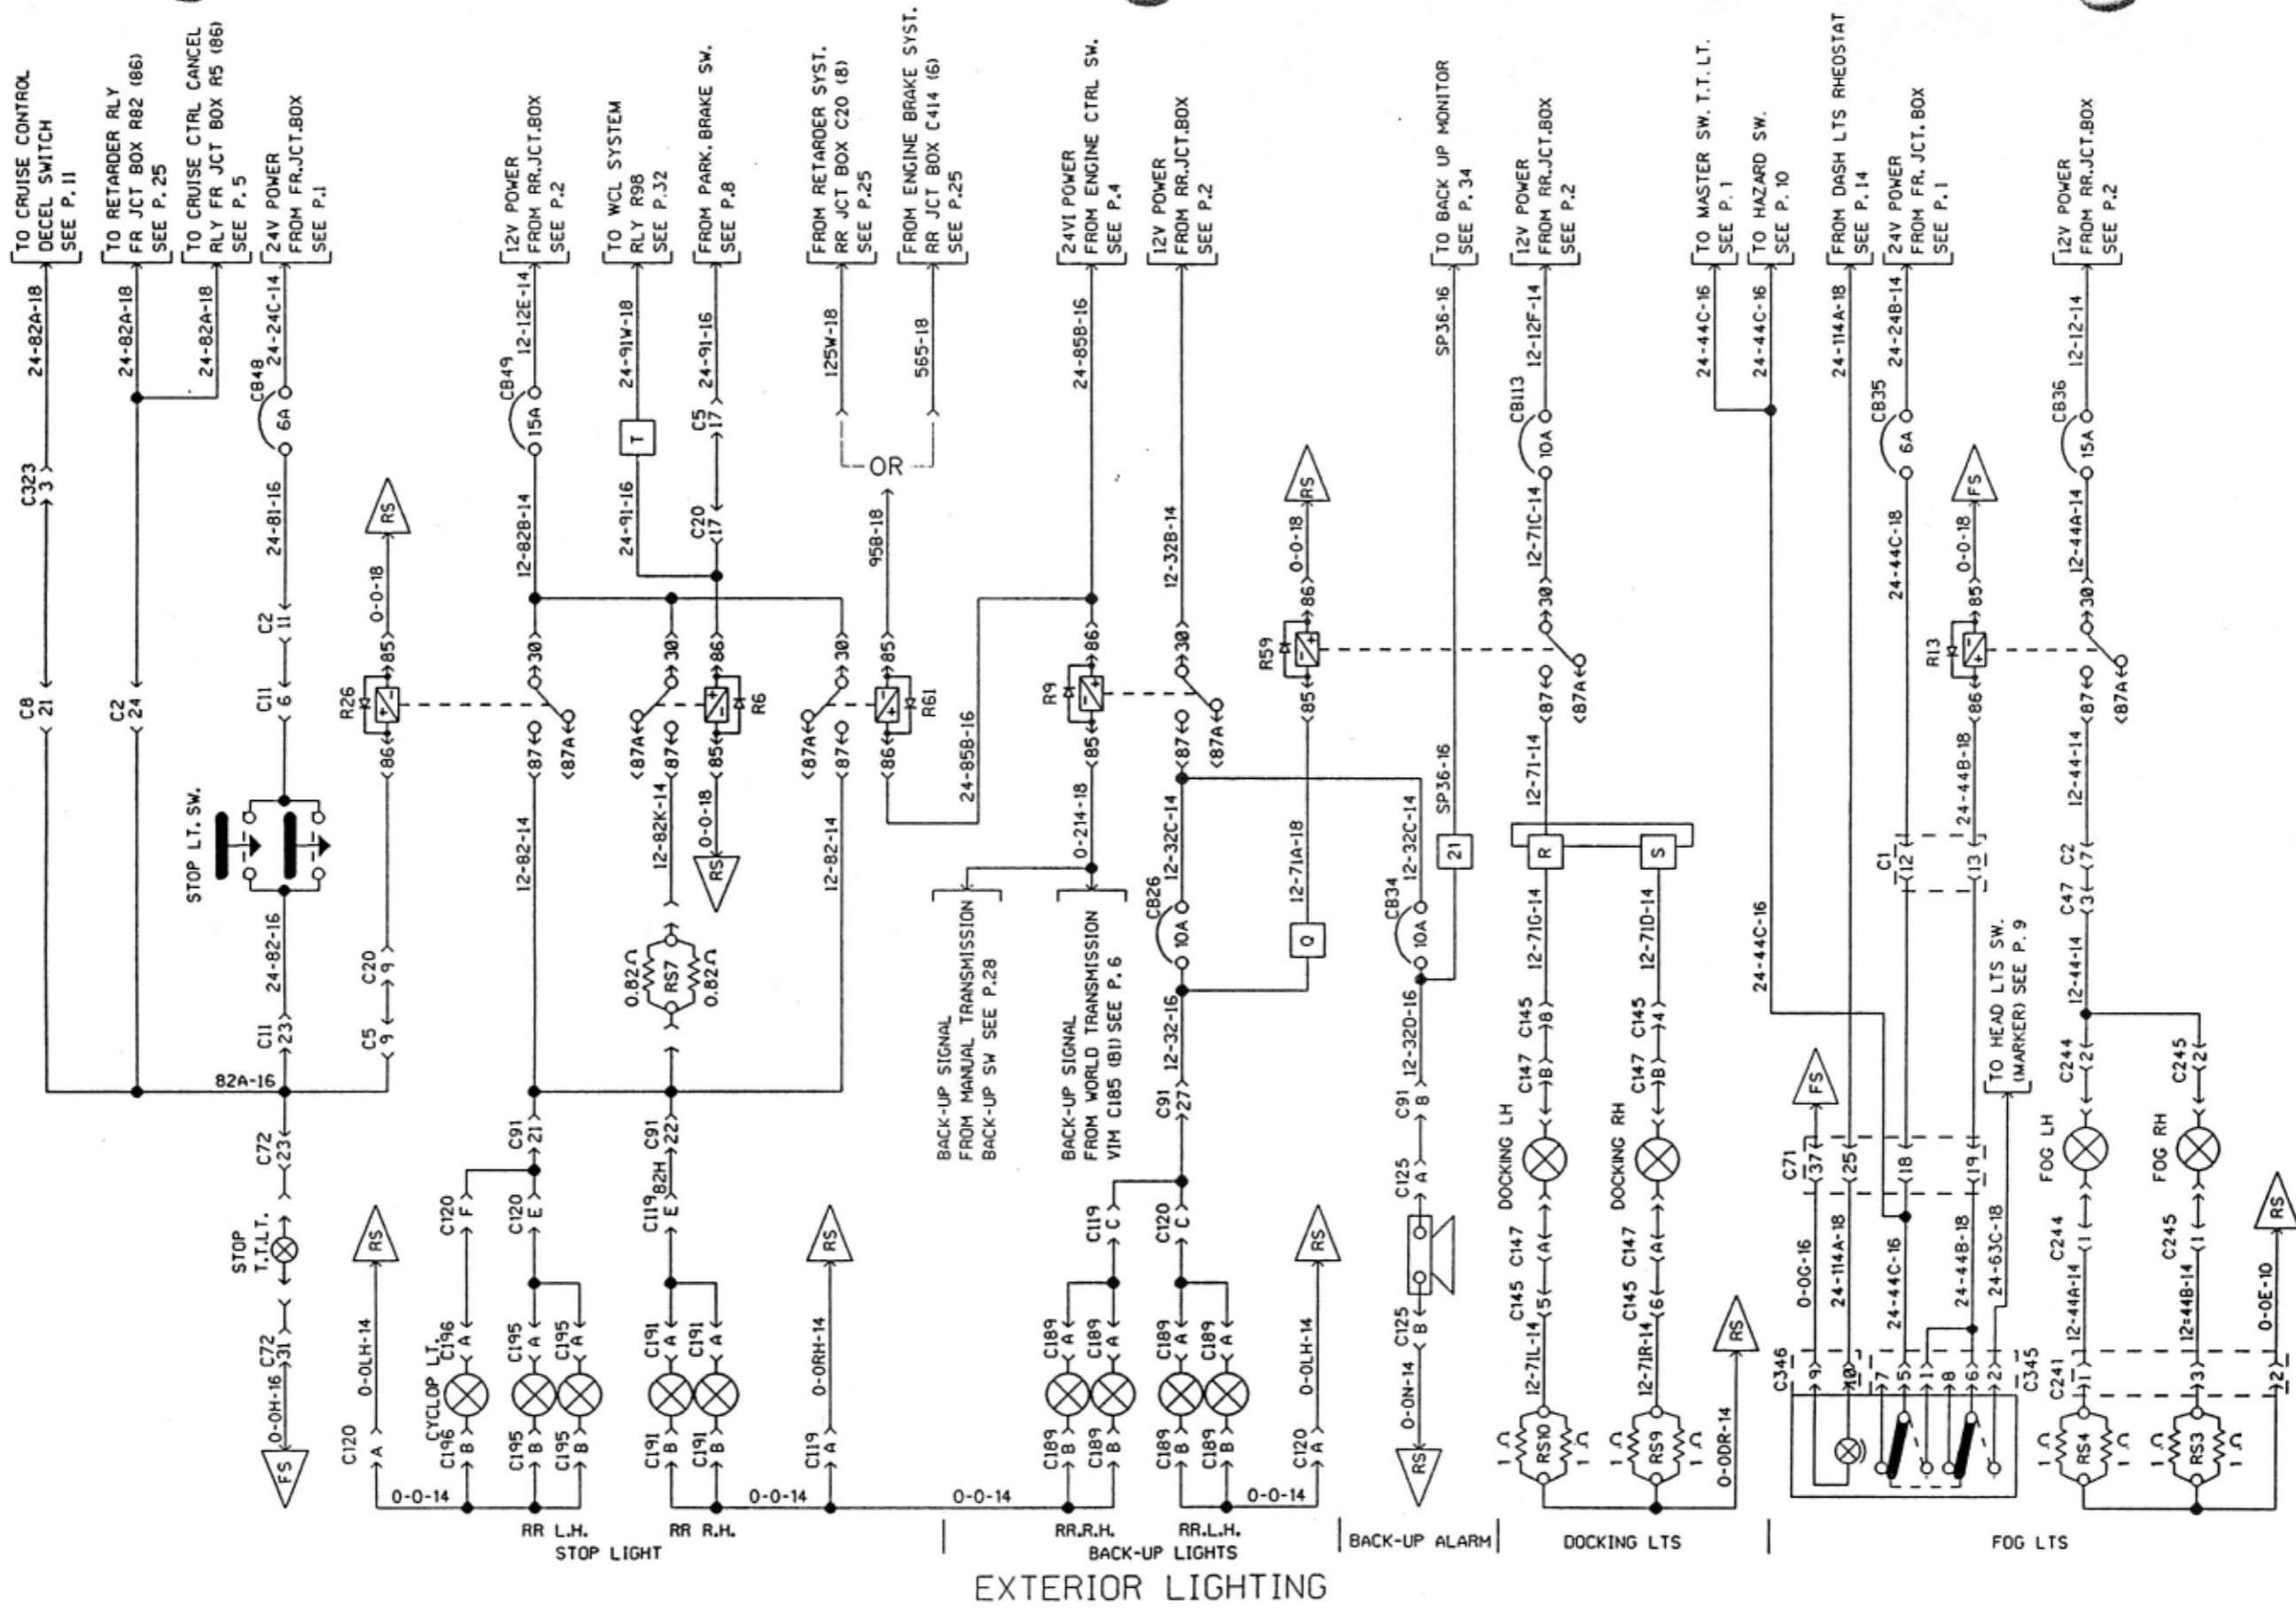 TO CRUISE CONTROL
DECEL SWITCH
SEE P. 11
TO RETARDER RLY
FR JCT BOX R82 (86)
SEE P. 25
TO CRUISE CTRL CANCEL
RLY FR JCT BOX R5 (86)
SEE P. 5
24V POWER
FROM FR.JCT.BOX
SEE P.1
12V POWER
FROM RR.JCT.BOX
SEE P.2
TO WCL SYSTEM
RLY R98
SEE P.32
FROM PARK. BRAKE SW.
SEE P.8
FROM RETARDER SYST.
RR JCT BOX C20 (8)
SEE P.25
FROM ENGINE BRAKE SYST.
RR JCT BOX C414 (6)
SEE P.25
24VI POWER
FROM ENGINE CTRL SW.
SEE P.4
12V POWER
FROM RR.JCT.BOX
SEE P.2
TO BACK UP MONITOR
SEE P. 34
12V POWER
FROM RR.JCT.BOX
SEE P.2
TO MASTER SW. T.T. LT.
SEE P. 1
TO HAZARD SW.
SEE P. 10
FROM DASH LTS RHEOSTAT
SEE P. 14
24V POWER
FROM FR. JCT. BOX
SEE P.1
12V POWER
FROM RR.JCT.BOX
SEE P.2
24-82A-18
24-82A-18
24-82A-18
24-24C-14
12-12E-14
24-91W-18
24-91-16
125W-18
565-18
24-85B-16
SP36-16
12-12F-14
24-44C-16
24-44C-16
24-114A-18
24-24B-14
12-12-14
CB48
6A
CB49
15A
T
C5
17
OR
CB13
10A
CB35
6A
CB36
15A
C323
3
24-81-16
RS
0-0-18
12-82B-14
24-91-16
C20
17
95B-18
12-32B-14
RS
0-0-18
12-71C-14
24-44C-18
FS
0-0-18
12-44A-14
C8
21
C2
24
C2
11
C11
6
R26
85
86
30
87
87A
30
87A
87
86
85
R6
30
87A
87
85
86
R61
R9
86
85
30
87
87A
R59
86
85
30
87
87A
R13
85
86
30
87
87A
STOP LT. SW.
12-82-14
12-82K-14
0-0-18
RS
12-82-14
24-85B-16
0-214-18
12-32C-14
12-32C-14
12-71A-18
SP36-16
21
12-71-14
R
S
24-44B-18
12-44-14
C1
12
13
C2
7
C47
3
24-82-16
C11
23
C20
9
C5
9
0.82Ω
RS7
0.82Ω
BACK-UP SIGNAL
FROM MANUAL TRANSMISSION
BACK-UP SW SEE P.28
BACK-UP SIGNAL
FROM WORLD TRANSMISSION
VIM C185 (B1) SEE P. 6
CB26
10A
Q
CB34
10A
12-32-16
12-32D-16
12-71G-14
12-71D-14
24-44C-16
12-44-14
TO HEAD LTS SW.
(MARKER) SEE P. 9
82A-16
C72
23
C91
21
C91
22
82H
C91
27
C91
B
C145
8
C147
B
C145
4
C147
B
FS
C244
2
C245
2
STOP
T.T.LT.
RS
C120
F
C120
E
C119
E
RS
C119
C
C120
C
RS
C125
A
DOCKING LH
DOCKING RH
C71
37
25
18
19
FOG LH
FOG RH
C72
31
0-0H-16
FS
0-0LH-14
C120
A
CYCLOP LT.
C196
A
C195
A
C195
A
C191
A
C191
A
0-0RH-14
C119
A
C189
A
C189
A
C189
A
C189
A
0-0LH-14
C120
A
C125
B
0-0N-14
RS
C147
A
C145
5
C147
A
C145
6
12-71L-14
12-71R-14
RS
0-0DR-14
0-0G-16
24-114A-18
24-44C-16
24-44B-18
24-63C-18
C244
1
C245
1
12-44A-14
12-44B-14
RS
0-0E-10
C196
B
C195
B
C195
B
C191
B
C191
B
C189
B
C189
B
C189
B
C189
B
1 Ω
RS10
1 Ω
1 Ω
RS9
1 Ω
C346
9
10
7
5
1
8
6
2
C345
C241
1
3
2
1 Ω
RS4
1 Ω
1 Ω
RS3
1 Ω
0-0-14
0-0-14
0-0-14
0-0-14
RR L.H.
RR R.H.
STOP LIGHT
RR.R.H.
RR.L.H.
BACK-UP LIGHTS
BACK-UP ALARM
DOCKING LTS
FOG LTS
EXTERIOR LIGHTING